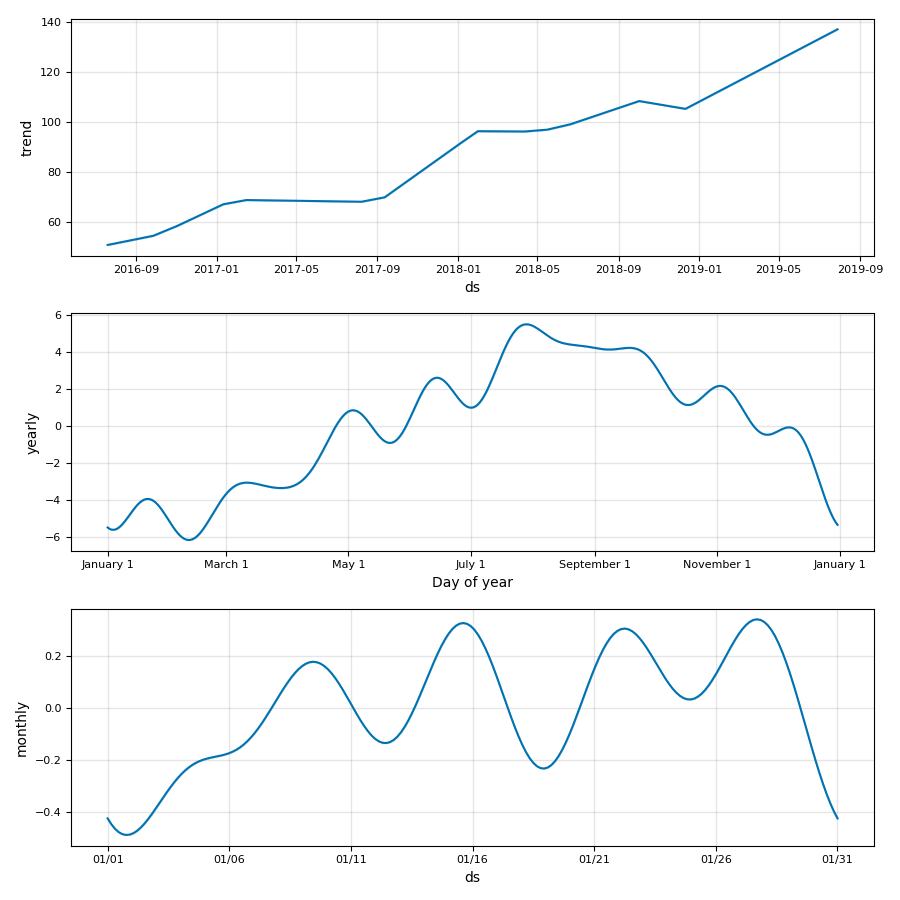 140
120
100
80
60
trend
2016-09 2017-01 2017-05 2017-09 2018-01 2018-05 2018-09 2019-01 2019-05 2019-09
ds
6
4
2
0
−2
−4
−6
yearly
January 1 March 1 May 1 July 1 September 1 November 1 January 1
Day of year
0.2
0.0
−0.2
−0.4
monthly
01/01 01/06 01/11 01/16 01/21 01/26 01/31
ds